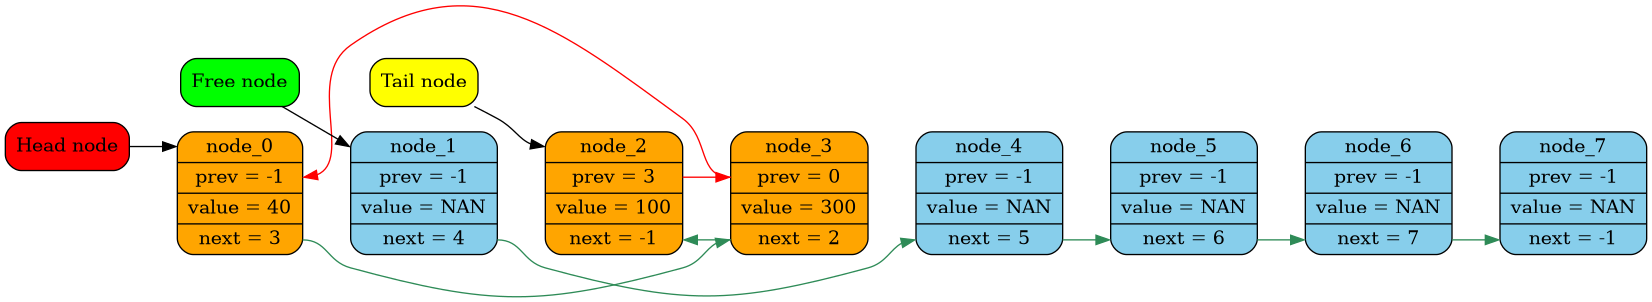 Free node
Tail node
Head node
node_0
prev = -1
value = 40
next = 3
node_1
prev = -1
value = NAN
next = 4
node_2
prev = 3
value = 100
next = -1
node_3
prev = 0
value = 300
next = 2
node_4
prev = -1
value = NAN
next = 5
node_5
prev = -1
value = NAN
next = 6
node_6
prev = -1
value = NAN
next = 7
node_7
prev = -1
value = NAN
next = -1